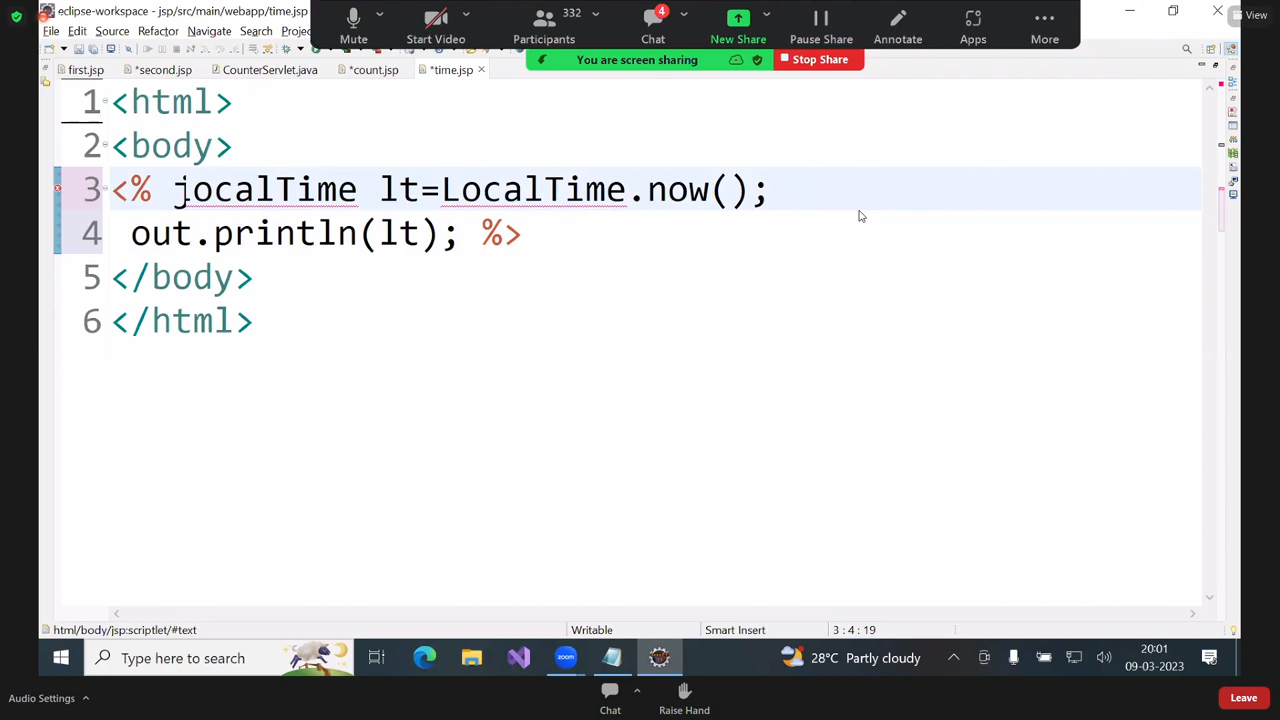 eclipse-workspace - jsp/src/main/webapp/time.jsp
View
Mute
Start Video
332
Participants
4
Chat
New Share
Pause Share
Annotate
Apps
More
File Edit Source Refactor Navigate Search
You are screen sharing
Stop Share
first.jsp *second.jsp CounterServlet.java *count.jsp *time.jsp
1 <html>
2 <body>
3 <% jocalTime lt=LocalTime.now();
4 out.println(lt); %>
5 </body>
6 </html>
html/body/jsp:scriptlet/#text Writable Smart Insert 3 : 4 : 19
Type here to search
28°C Partly cloudy
20:01
09-03-2023
Audio Settings
Chat
Raise Hand
Leave